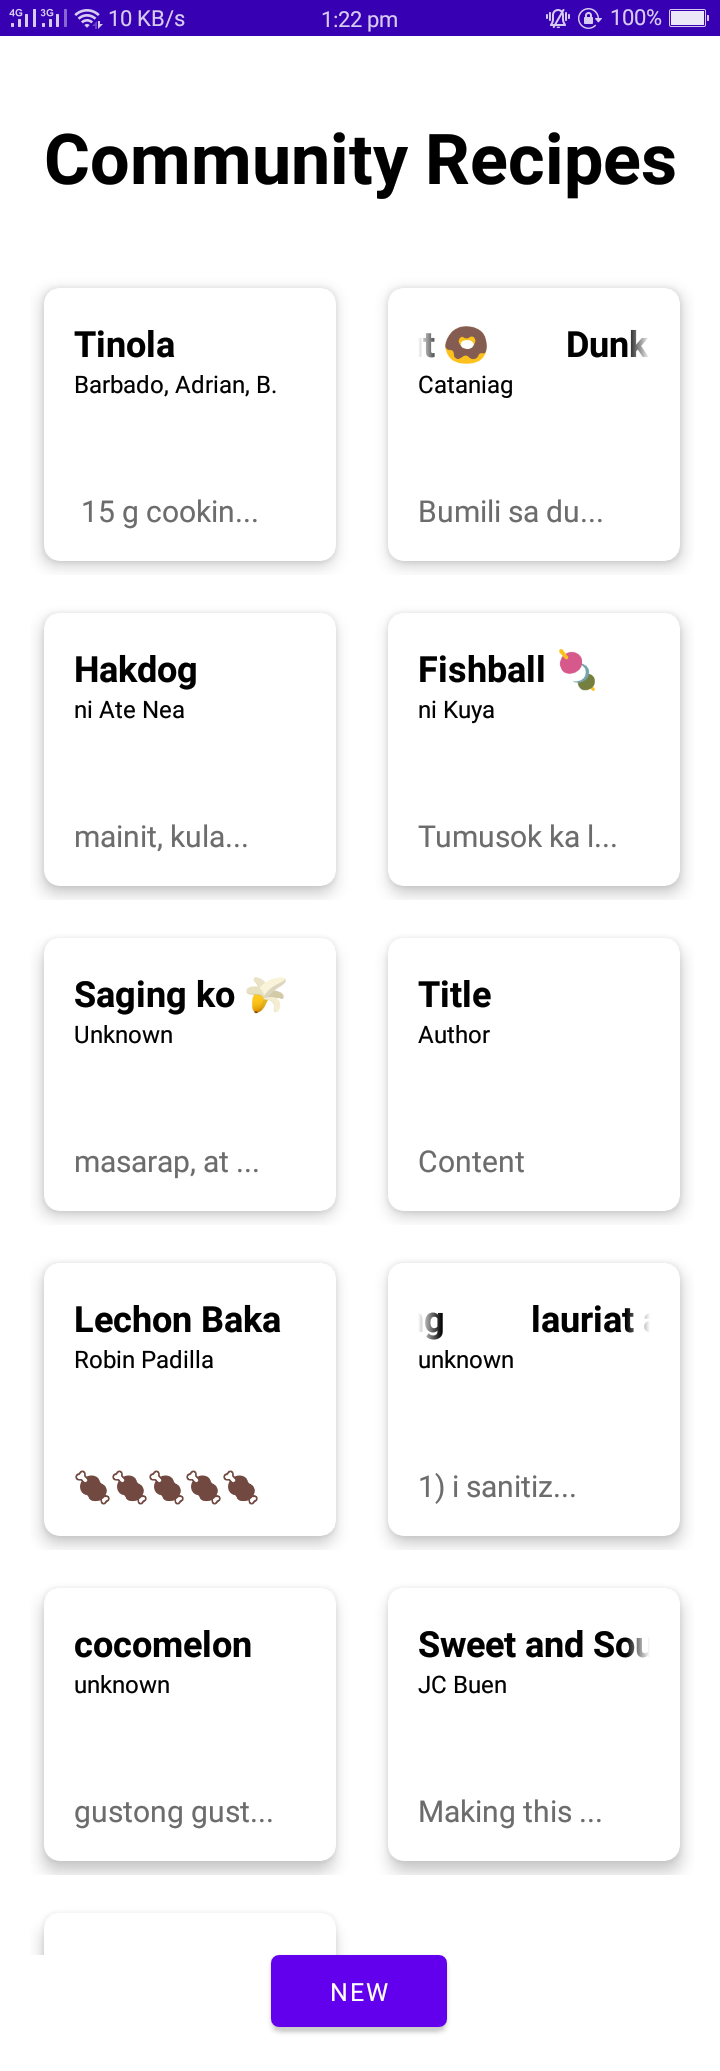 4G 3G 10 KB/s 1:22 pm 100%
Community Recipes
Tinola
Barbado, Adrian, B.
15 g cookin...
t 🍩 Dunk
Cataniag
Bumili sa du...
Hakdog
ni Ate Nea
mainit, kula...
Fishball 🍡
ni Kuya
Tumusok ka l...
Saging ko 🍌
Unknown
masarap, at ...
Title
Author
Content
Lechon Baka
Robin Padilla
🍖🍖🍖🍖🍖
g lauriat
unknown
1) i sanitiz...
cocomelon
unknown
gustong gust...
Sweet and Sou
JC Buen
Making this ...
NEW